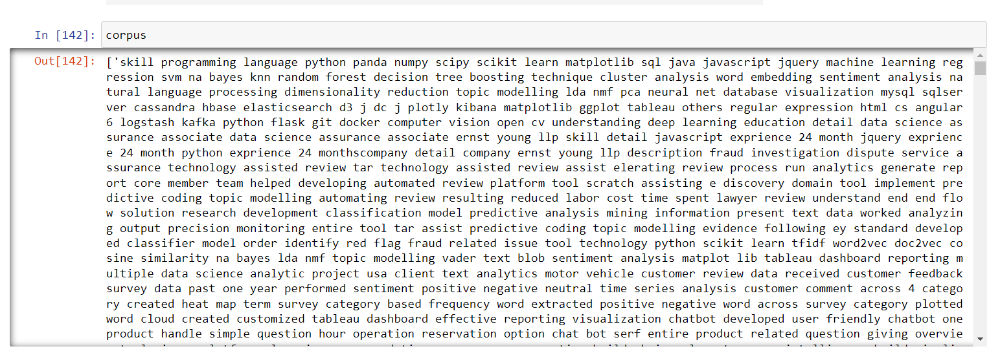 In [142]: corpus
Out[142]: ['skill programming language python panda numpy scipy scikit learn matplotlib sql java javascript jquery machine learning reg
ression svm na bayes knn random forest decision tree boosting technique cluster analysis word embedding sentiment analysis na
tural language processing dimensionality reduction topic modelling lda nmf pca neural net database visualization mysql sqlser
ver cassandra hbase elasticsearch d3 j dc j plotly kibana matplotlib ggplot tableau others regular expression html cs angular
6 logstash kafka python flask git docker computer vision open cv understanding deep learning education detail data science as
surance associate data science assurance associate ernst young llp skill detail javascript exprience 24 month jquery exprienc
e 24 month python exprience 24 monthscompany detail company ernst young llp description fraud investigation dispute service a
ssurance technology assisted review tar technology assisted review assist elerating review process run analytics generate rep
ort core member team helped developing automated review platform tool scratch assisting e discovery domain tool implement pre
dictive coding topic modelling automating review resulting reduced labor cost time spent lawyer review understand end end flo
w solution research development classification model predictive analysis mining information present text data worked analyzin
g output precision monitoring entire tool tar assist predictive coding topic modelling evidence following ey standard develop
ed classifier model order identify red flag fraud related issue tool technology python scikit learn tfidf word2vec doc2vec co
sine similarity na bayes lda nmf topic modelling vader text blob sentiment analysis matplot lib tableau dashboard reporting m
ultiple data science analytic project usa client text analytics motor vehicle customer review data received customer feedback
survey data past one year performed sentiment positive negative neutral time series analysis customer comment across 4 catego
ry created heat map term survey category based frequency word extracted positive negative word across survey category plotted
word cloud created customized tableau dashboard effective reporting visualization chatbot developed user friendly chatbot one
product handle simple question hour operation reservation option chat bot serf entire product related question giving overvie